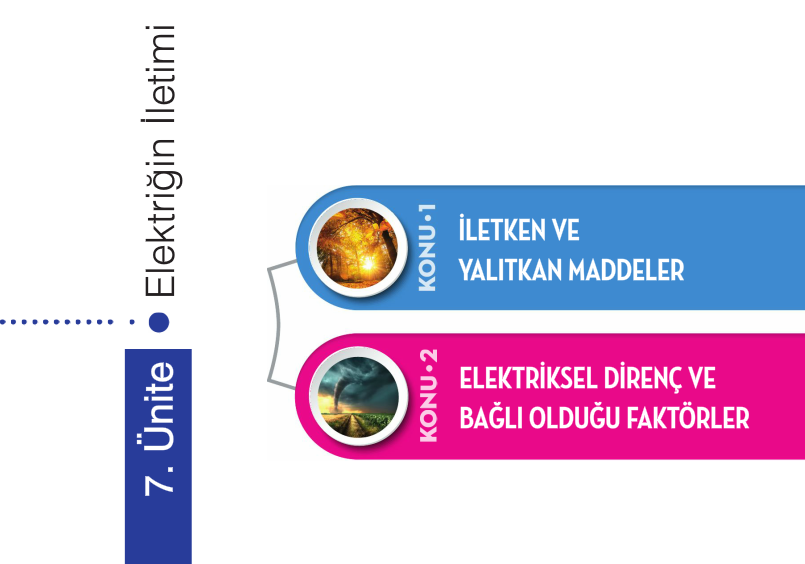 7. Ünite
Elektriğin İletimi
KONU•1
İLETKEN VE
YALITKAN MADDELER
KONU•2
ELEKTRİKSEL DİRENÇ VE
BAĞLI OLDUĞU FAKTÖRLER